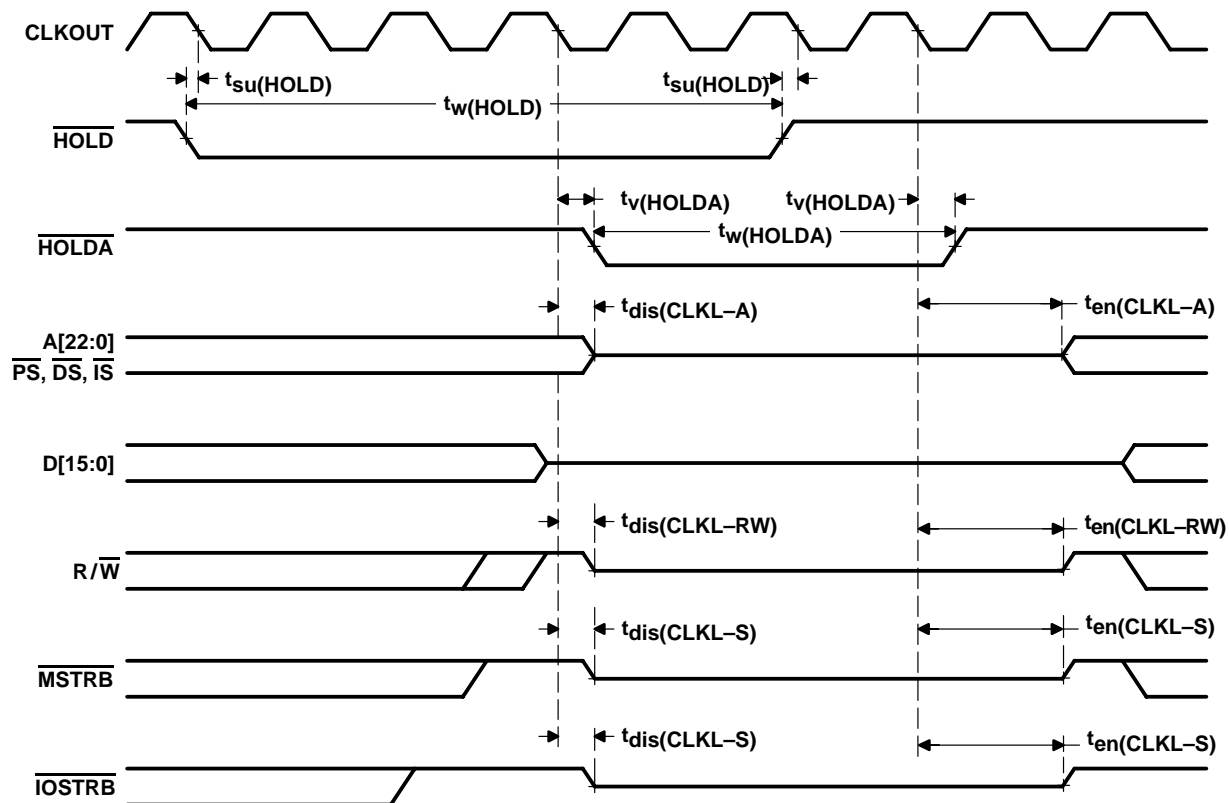 CLKOUT
tsu(HOLD) tsu(HOLD)
tw(HOLD)
HOLD
tv(HOLDA) tv(HOLDA)
tw(HOLDA)
HOLDA
tdis(CLKL–A) ten(CLKL–A)
A[22:0]
PS, DS, IS
D[15:0]
tdis(CLKL–RW) ten(CLKL–RW)
R/W
tdis(CLKL–S) ten(CLKL–S)
MSTRB
tdis(CLKL–S) ten(CLKL–S)
IOSTRB